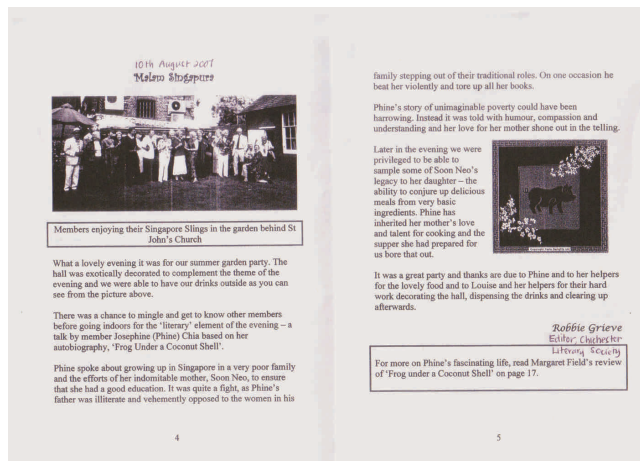 10th August 2007
Malam Singapura
Members enjoying their Singapore Slings in the garden behind St
John's Church
What a lovely evening it was for our summer garden party. The
hall was exotically decorated to complement the theme of the
evening and we were able to have our drinks outside as you can
see from the picture above.
There was a chance to mingle and get to know other members
before going indoors for the 'literary' element of the evening – a
talk by member Josephine (Phine) Chia based on her
autobiography, 'Frog Under a Coconut Shell'.
Phine spoke about growing up in Singapore in a very poor family
and the efforts of her indomitable mother, Soon Neo, to ensure
that she had a good education. It was quite a fight, as Phine's
father was illiterate and vehemently opposed to the women in his
4
family stepping out of their traditional roles. On one occasion he
beat her violently and tore up all her books.
Phine's story of unimaginable poverty could have been
harrowing. Instead it was told with humour, compassion and
understanding and her love for her mother shone out in the telling.
Later in the evening we were
privileged to be able to
sample some of Soon Neo's
legacy to her daughter – the
ability to conjure up delicious
meals from very basic
ingredients. Phine has
inherited her mother's love
and talent for cooking and the
supper she had prepared for
us bore that out.
It was a great party and thanks are due to Phine and to her helpers
for the lovely food and to Louise and her helpers for their hard
work decorating the hall, dispensing the drinks and clearing up
afterwards.
Robbie Grieve
Editor, Chichester
Literary Society
For more on Phine's fascinating life, read Margaret Field's review
of 'Frog under a Coconut Shell' on page 17.
5